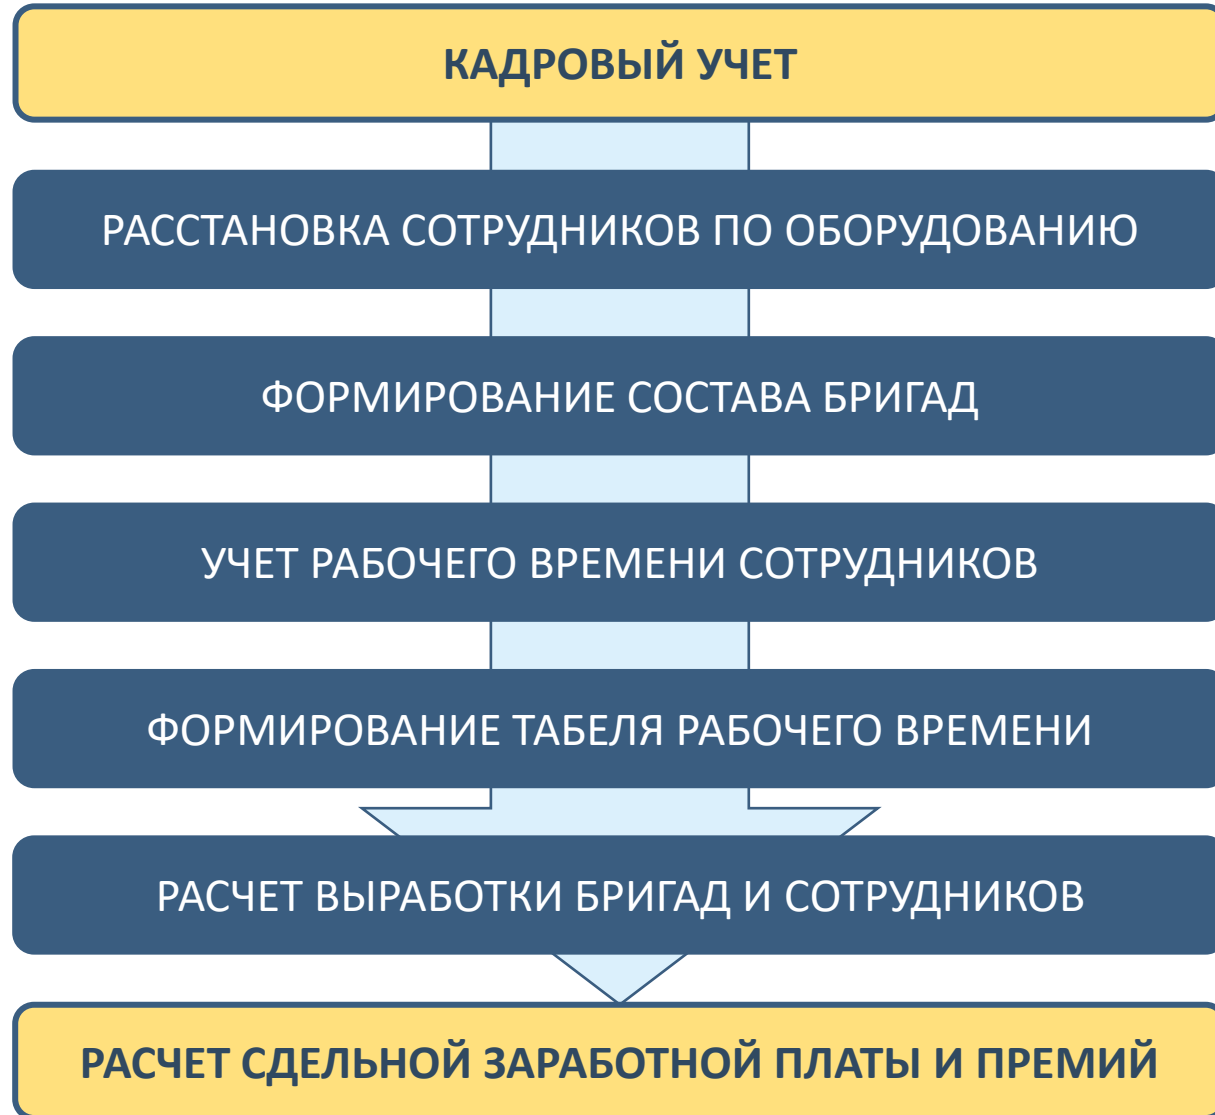 КАДРОВЫЙ УЧЕТ
РАССТАНОВКА СОТРУДНИКОВ ПО ОБОРУДОВАНИЮ
ФОРМИРОВАНИЕ СОСТАВА БРИГАД
УЧЕТ РАБОЧЕГО ВРЕМЕНИ СОТРУДНИКОВ
ФОРМИРОВАНИЕ ТАБЕЛЯ РАБОЧЕГО ВРЕМЕНИ
РАСЧЕТ ВЫРАБОТКИ БРИГАД И СОТРУДНИКОВ
РАСЧЕТ СДЕЛЬНОЙ ЗАРАБОТНОЙ ПЛАТЫ И ПРЕМИЙ